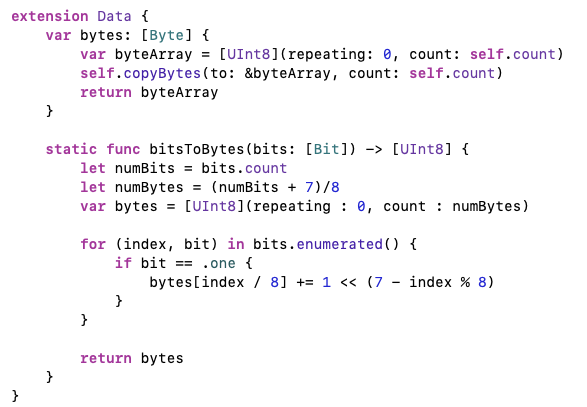 extension Data {
    var bytes: [Byte] {
        var byteArray = [UInt8](repeating: 0, count: self.count)
        self.copyBytes(to: &byteArray, count: self.count)
        return byteArray
    }

    static func bitsToBytes(bits: [Bit]) -> [UInt8] {
        let numBits = bits.count
        let numBytes = (numBits + 7)/8
        var bytes = [UInt8](repeating : 0, count : numBytes)

        for (index, bit) in bits.enumerated() {
            if bit == .one {
                bytes[index / 8] += 1 << (7 - index % 8)
            }
        }

        return bytes
    }
}